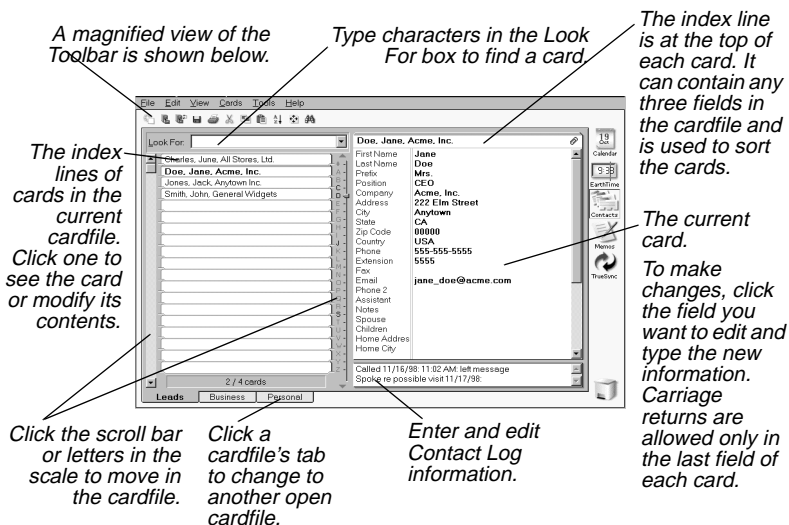 A magnified view of the
Toolbar is shown below.
Type characters in the Look
For box to find a card.
The index line
is at the top of
each card. It
can contain any
three fields in
the cardfile and
is used to sort
the cards.
The index
lines of
cards in the
current
cardfile.
Click one to
see the card
or modify its
contents.
File Edit View Cards Tools Help
Look For:
Charles, June, All Stores, Ltd.
Doe, Jane, Acme, Inc.
Jones, Jack, Anytown Inc.
Smith, John, General Widgets
2 / 4 cards
Leads Business Personal
Doe, Jane, Acme, Inc.
First Name Jane
Last Name Doe
Prefix Mrs.
Position CEO
Company Acme, Inc.
Address 222 Elm Street
City Anytown
State CA
Zip Code 00000
Country USA
Phone 555-555-5555
Extension 5555
Fax
Email jane_doe@acme.com
Phone 2
Assistant
Notes
Spouse
Children
Home Addres
Home City
Called 11/16/98: 11:02 AM: left message
Spoke re possible visit 11/17/98:
19
Oct
Calendar
9:38
EarthTime
Contacts
Memos
TrueSync
The current
card.
To make
changes, click
the field you
want to edit and
type the new
information.
Carriage
returns are
allowed only in
the last field of
each card.
Click the scroll bar
or letters in the
scale to move in
the cardfile.
Click a
cardfile's tab
to change to
another open
cardfile.
Enter and edit
Contact Log
information.